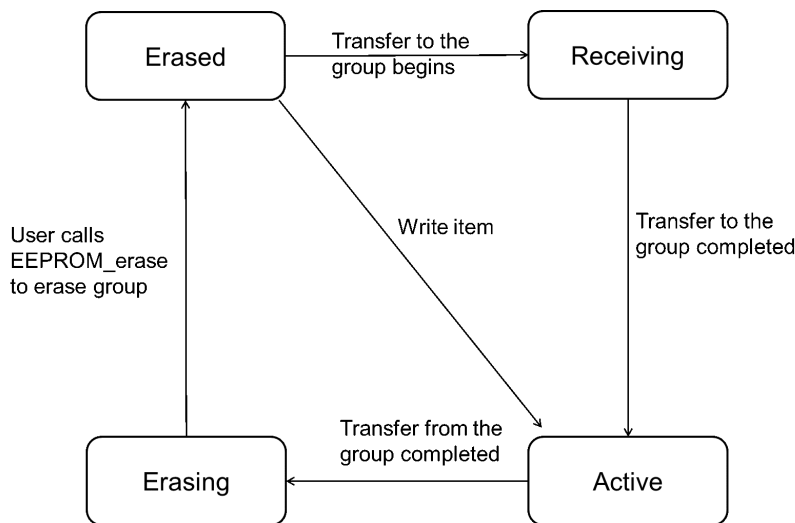 Erased
Transfer to the
group begins
Receiving
Write item
User calls
EEPROM_erase
to erase group
Transfer to the
group completed
Erasing
Transfer from the
group completed
Active